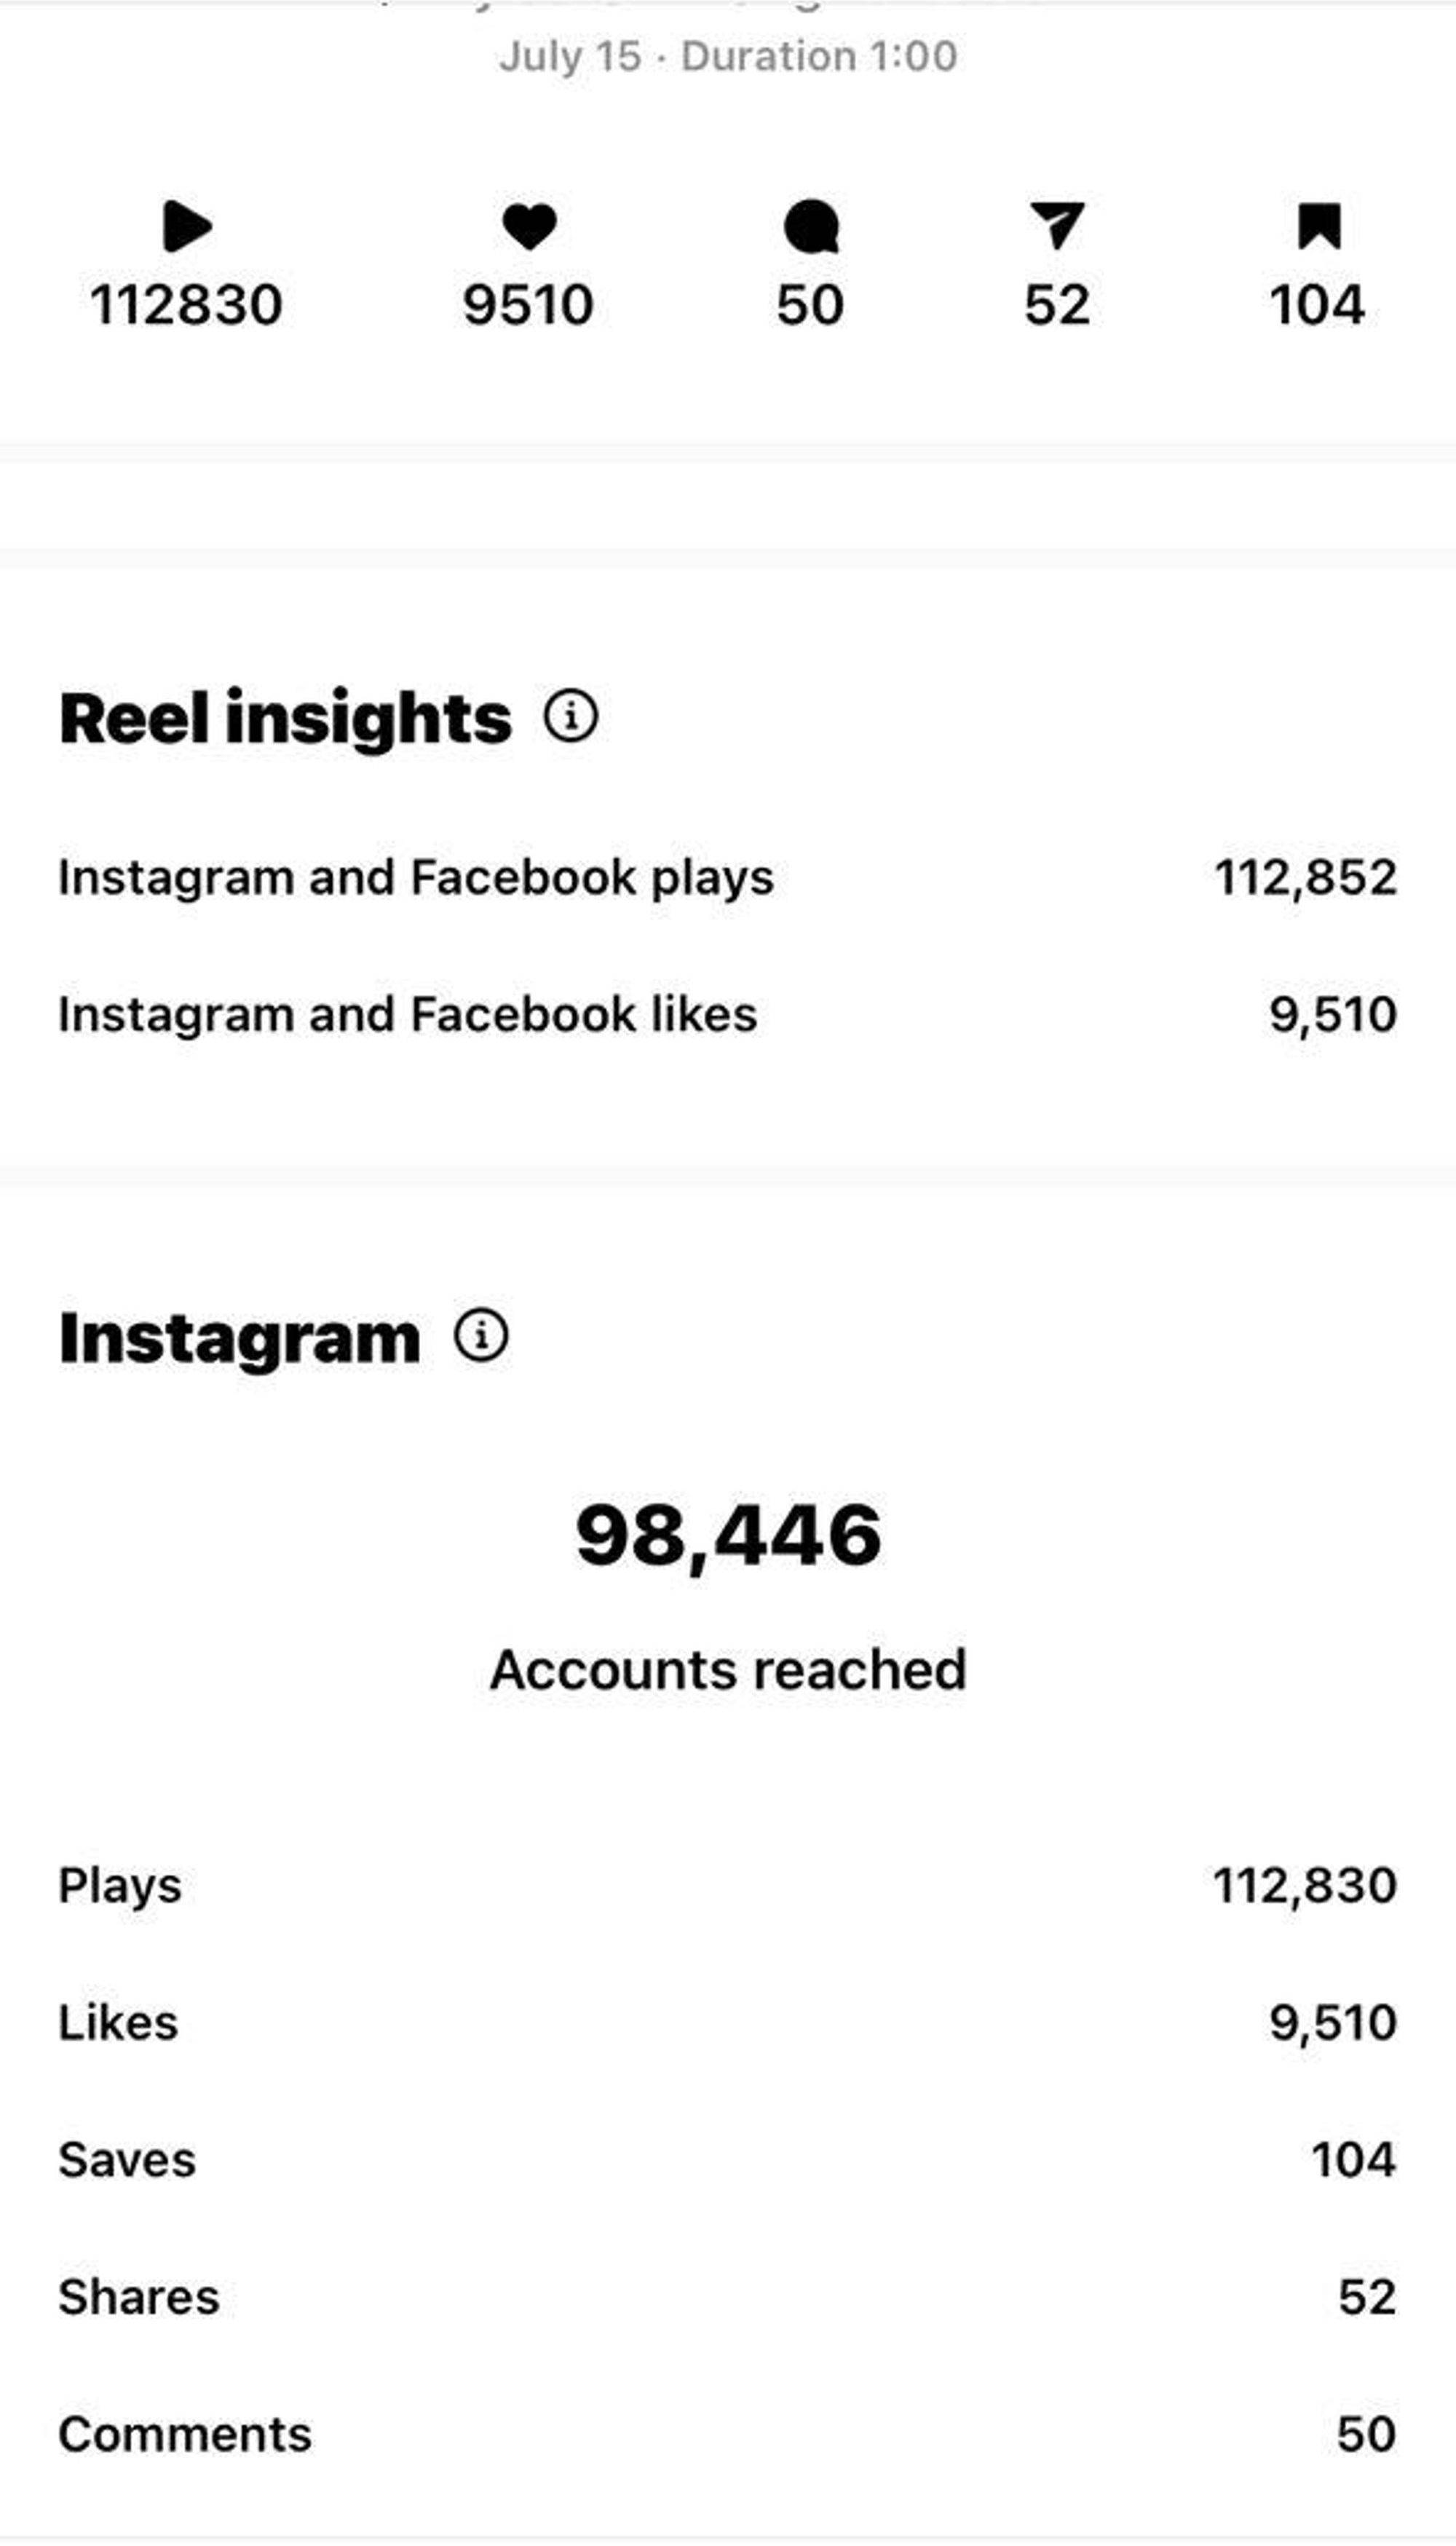 July 15 · Duration 1:00
112830 9510 50 52 104
Reel insights
Instagram and Facebook plays 112,852
Instagram and Facebook likes 9,510
Instagram
98,446
Accounts reached
Plays 112,830
Likes 9,510
Saves 104
Shares 52
Comments 50